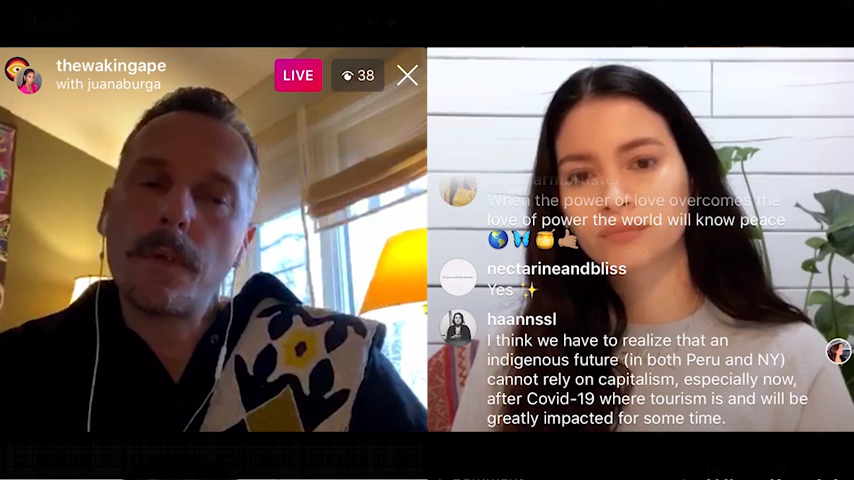 thewakingape
with juanaburga
LIVE
38
When the power of love overcomes the
love of power the world will know peace
🌎🦋🍯🤙🏽
nectarineandbliss
Yes ✨
haannssl
I think we have to realize that an
indigenous future (in both Peru and NY)
cannot rely on capitalism, especially now,
after Covid-19 where tourism is and will be
greatly impacted for some time.